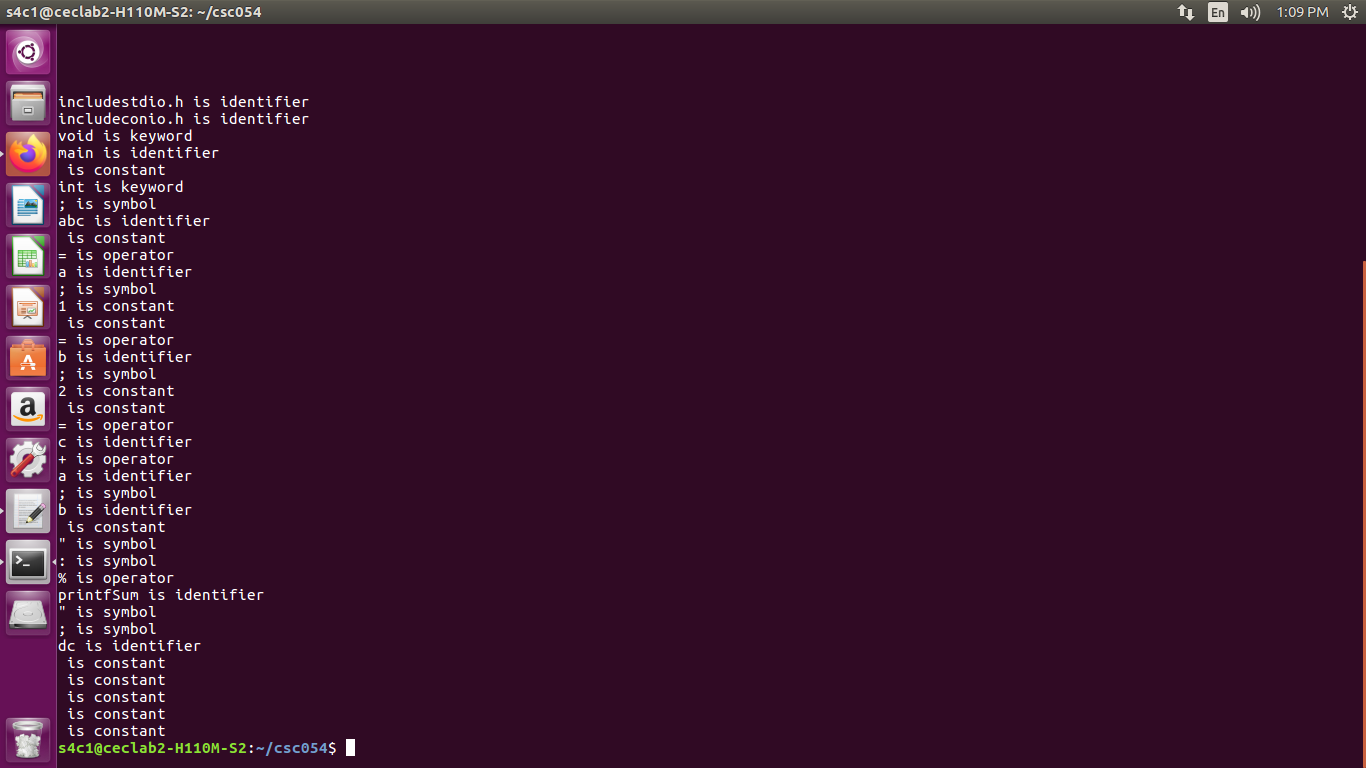 s4c1@ceclab2-H110M-S2: ~/csc054
En
1:09 PM
includestdio.h is identifier
includeconio.h is identifier
void is keyword
main is identifier
 is constant
int is keyword
; is symbol
abc is identifier
 is constant
= is operator
a is identifier
; is symbol
1 is constant
 is constant
= is operator
b is identifier
; is symbol
2 is constant
 is constant
= is operator
c is identifier
+ is operator
a is identifier
; is symbol
b is identifier
 is constant
" is symbol
: is symbol
% is operator
printfSum is identifier
" is symbol
; is symbol
dc is identifier
 is constant
 is constant
 is constant
 is constant
 is constant
s4c1@ceclab2-H110M-S2:~/csc054$